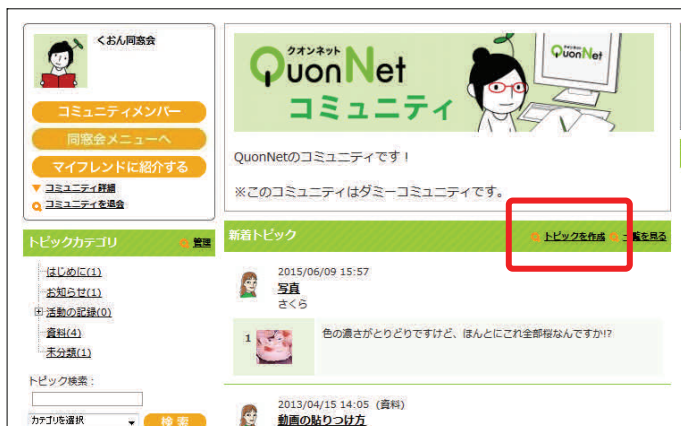 くおん同窓会
コミュニティメンバー
同窓会メニューへ
マイフレンドに紹介する
コミュニティ詳細
コミュニティを退会
クオンネット
QuonNet
コミュニティ
クオンネット
QuonNet
QuonNetのコミュニティです！
※このコミュニティはダミーコミュニティです。
トピックカテゴリ 管理
はじめに(1)
お知らせ(1)
活動の記録(0)
資料(4)
未分類(1)
トピック検索：
カテゴリを選択 検索
新着トピック トピックを作成 一覧を見る
2015/06/09 15:57
写真
さくら
1 色の濃さがとりどりですけど、ほんとにこれ全部桜なんですか!?
2013/04/15 14:05 (資料)
動画の貼りつけ方